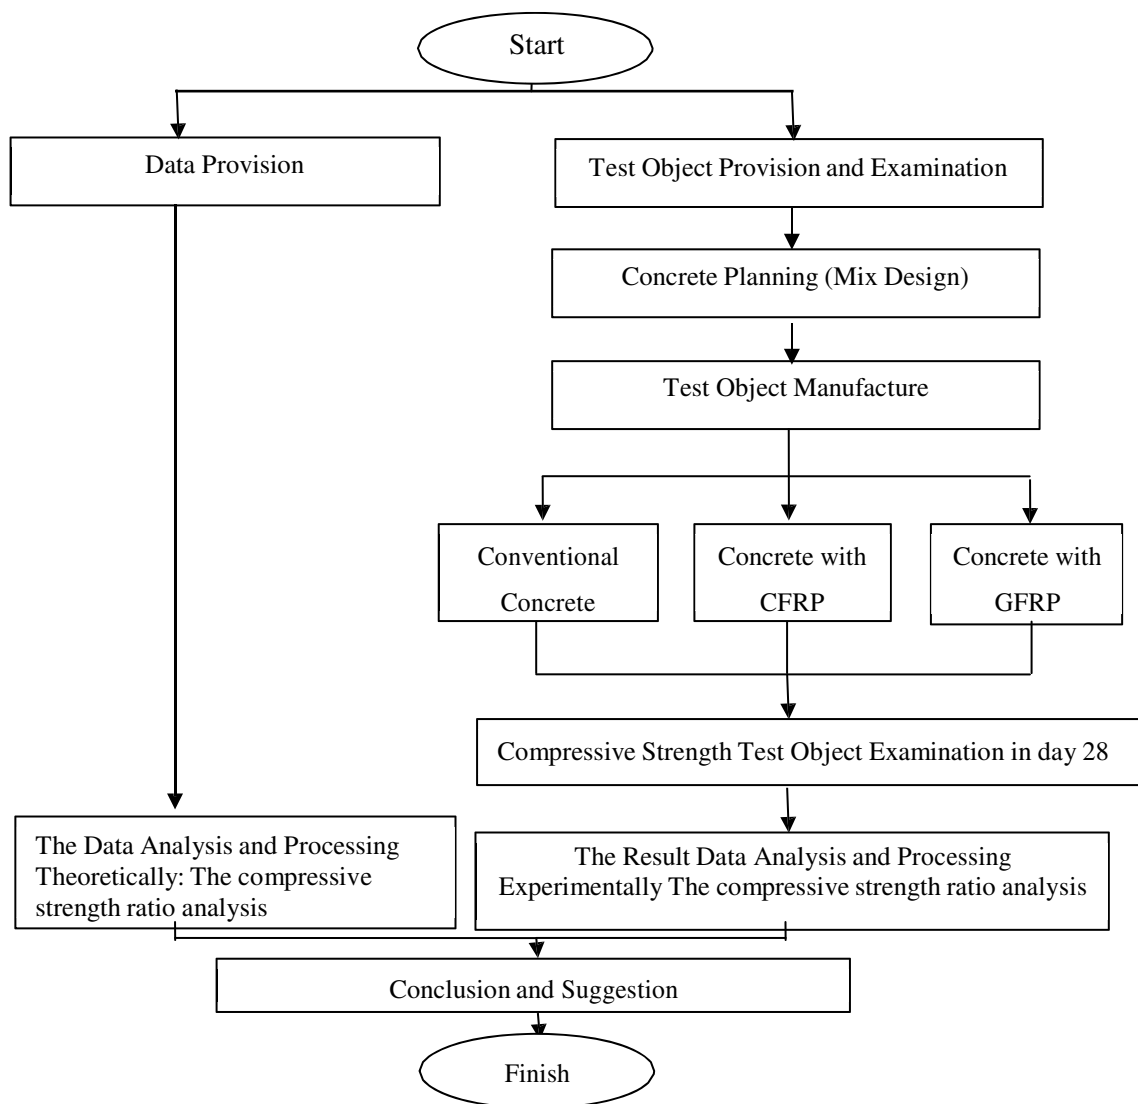 Start
Data Provision
Test Object Provision and Examination
Concrete Planning (Mix Design)
Test Object Manufacture
Conventional
Concrete
Concrete with
CFRP
Concrete with
GFRP
Compressive Strength Test Object Examination in day 28
The Data Analysis and Processing
Theoretically: The compressive
strength ratio analysis
The Result Data Analysis and Processing
Experimentally The compressive strength ratio analysis
Conclusion and Suggestion
Finish